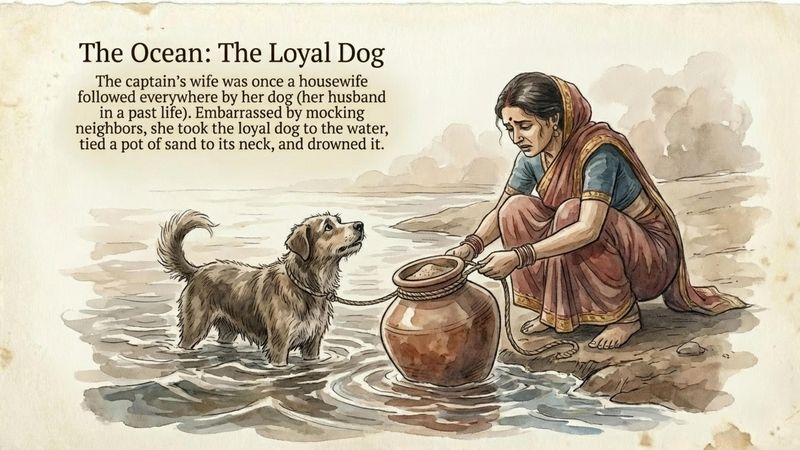 The Ocean: The Loyal Dog
The captain’s wife was once a housewife
followed everywhere by her dog (her husband
in a past life). Embarrassed by mocking
neighbors, she took the loyal dog to the water,
tied a pot of sand to its neck, and drowned it.